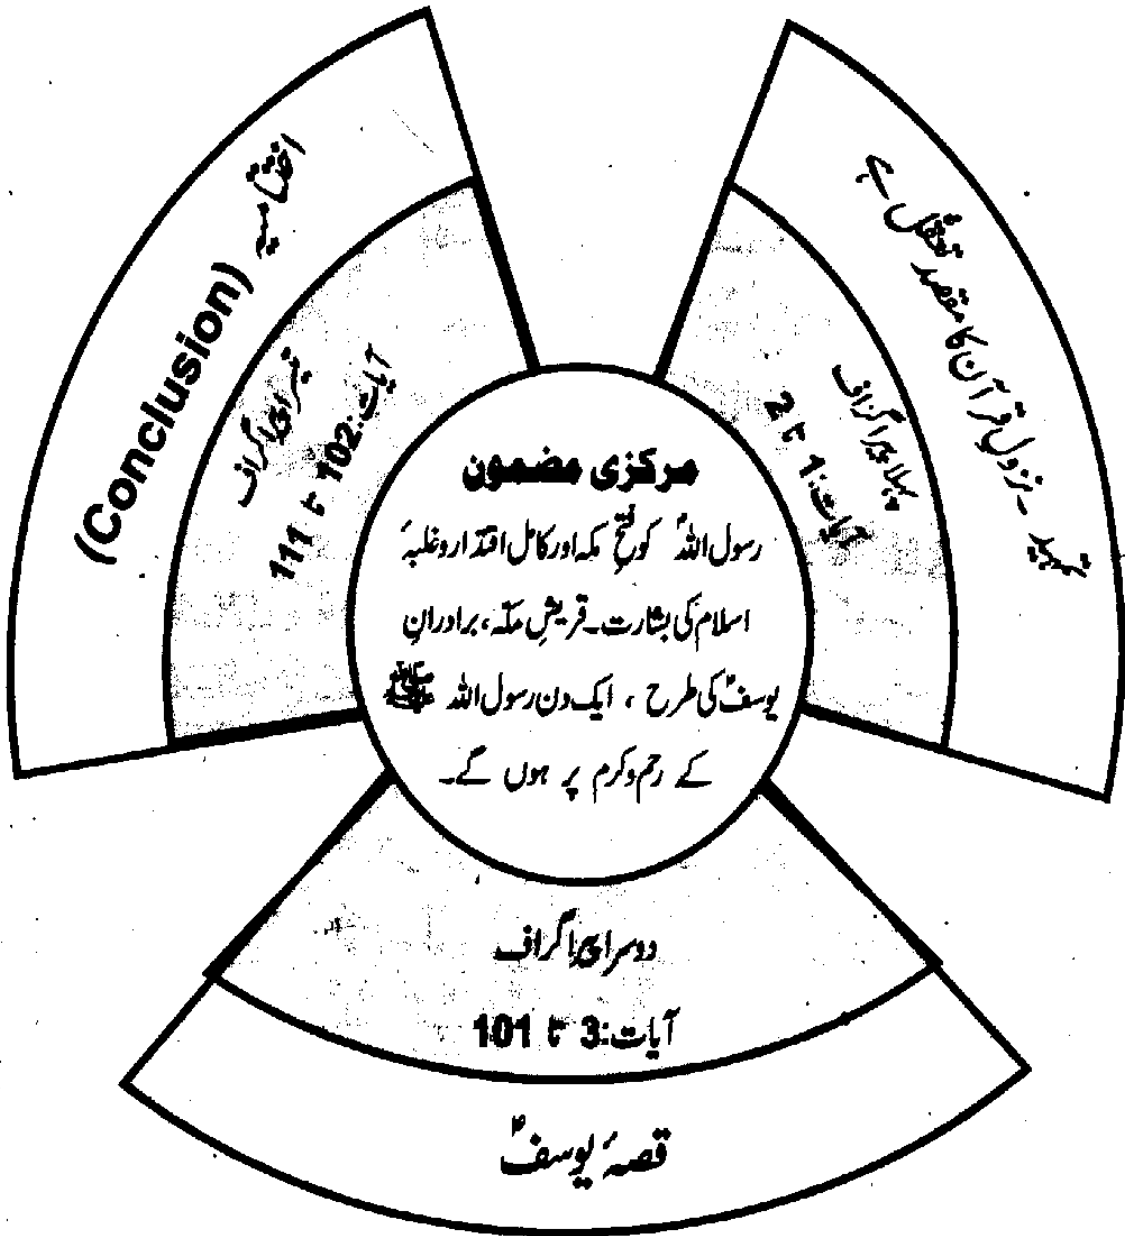 مرکزی مضمون
رسول اللہؐ کو فتحِ مکہ اور کامل اقتدار و غلبۂ
اسلام کی بشارت۔ قریشِ مکّہ، برادرانِ
یوسفؑ کی طرح ، ایک دن رسول اللہ ﷺ
کے رحم و کرم پر ہوں گے۔
تمہید ۔ نزولِ قرآن کا مقصد تعقّل ہے
پہلا پیراگراف
آیات: 1 تا 2
دوسرا پیراگراف
آیات: 3 تا 101
قصۂ یوسفؑ
تیسرا پیراگراف
آیات: 102 تا 111
اختتامیہ (Conclusion)